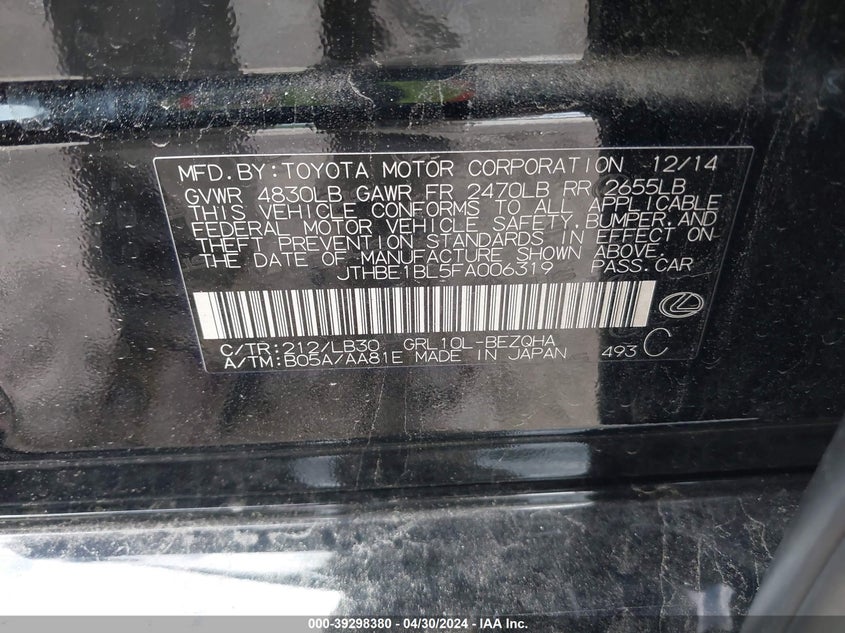 MFD.BY:TOYOTA MOTOR CORPORATION 12/14
GVWR 4830LB GAWR FR 2470LB RR 2655LB
THIS VEHICLE CONFORMS TO ALL APPLICABLE
FEDERAL MOTOR VEHICLE SAFETY,BUMPER,AND
THEFT PREVENTION STANDARDS IN EFFECT ON
THE DATE OF MANUFACTURE SHOWN ABOVE.
JTHBE1BL5FA006319 PASS.CAR
C/TR:212/LB30 GRL10L-BEZQHA
A/TM:B05A/AA81E MADE IN JAPAN 493 C
000-39298380 - 04/30/2024 - IAA Inc.